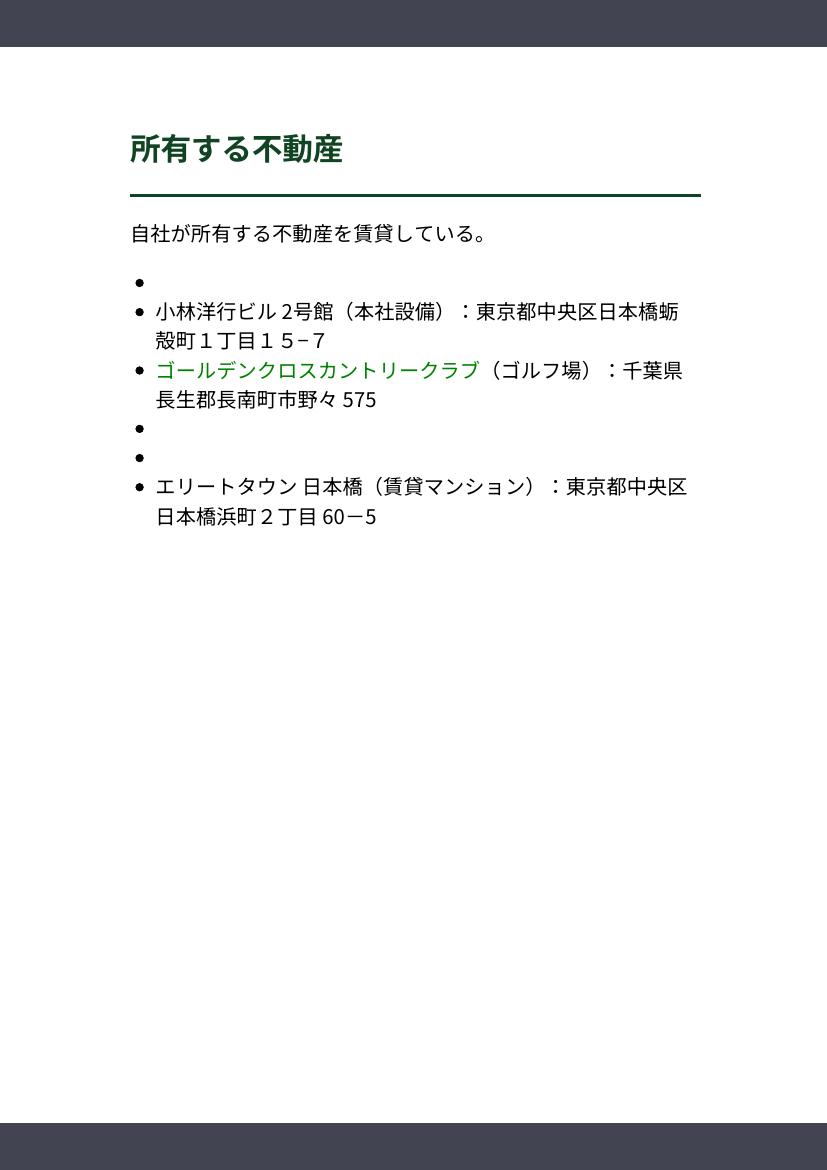 所有する不動産
自社が所有する不動産を賃貸している。
小林洋行ビル 2号館（本社設備）：東京都中央区日本橋蛎
殻町１丁目１５−７
ゴールデンクロスカントリークラブ（ゴルフ場）：千葉県
長生郡長南町市野々 575
エリートタウン 日本橋（賃貸マンション）：東京都中央区
日本橋浜町２丁目 60－5